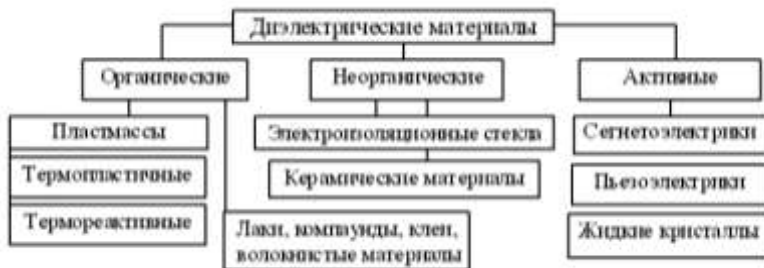 Диэлектрические материалы
Органические
Неорганические
Активные
Пластмассы
Электроизоляционные стекла
Сегнетоэлектрики
Термопластичные
Керамические материалы
Пьезоэлектрики
Термореактивные
Лаки, компаунды, клеи,
волокнистые материалы
Жидкие кристаллы